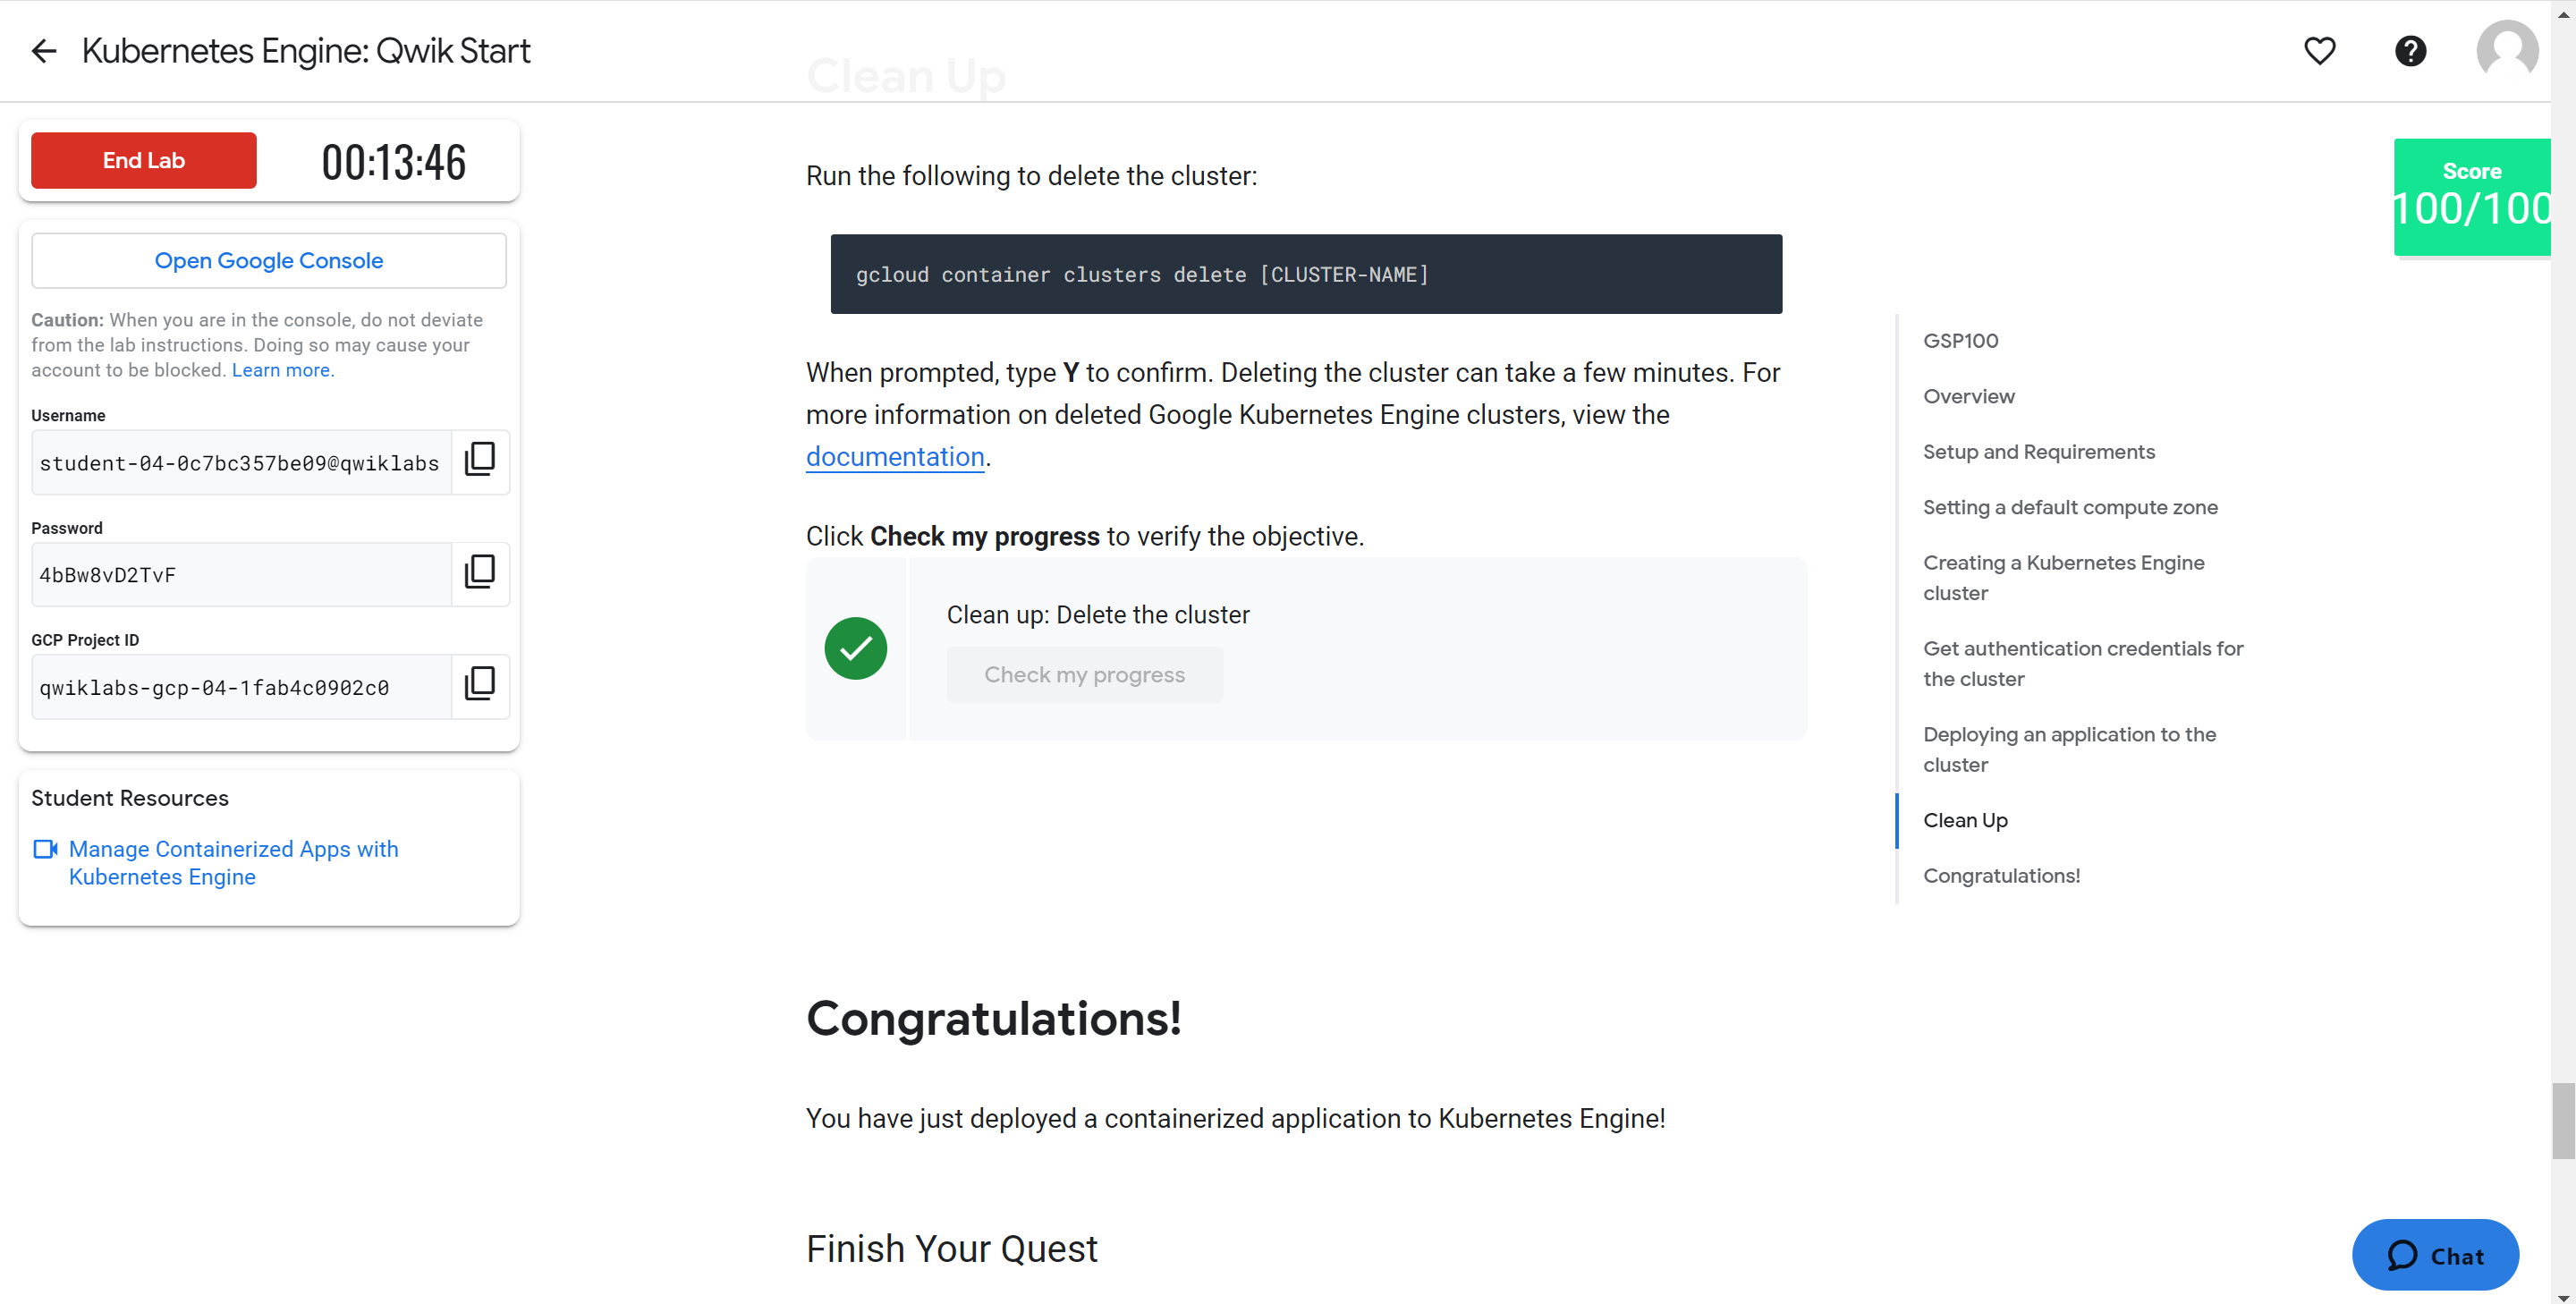 Kubernetes Engine: Qwik Start
Clean Up
End Lab
00:13:46
Open Google Console
Caution: When you are in the console, do not deviate
from the lab instructions. Doing so may cause your
account to be blocked. Learn more.
Username
student-04-0c7bc357be09@qwiklabs
Password
4bBw8vD2TvF
GCP Project ID
qwiklabs-gcp-04-1fab4c0902c0
Student Resources
Manage Containerized Apps with
Kubernetes Engine
Run the following to delete the cluster:
gcloud container clusters delete [CLUSTER-NAME]
When prompted, type Y to confirm. Deleting the cluster can take a few minutes. For
more information on deleted Google Kubernetes Engine clusters, view the
documentation.
Click Check my progress to verify the objective.
Clean up: Delete the cluster
Check my progress
Congratulations!
You have just deployed a containerized application to Kubernetes Engine!
Finish Your Quest
Score
100/100
GSP100
Overview
Setup and Requirements
Setting a default compute zone
Creating a Kubernetes Engine
cluster
Get authentication credentials for
the cluster
Deploying an application to the
cluster
Clean Up
Congratulations!
Chat